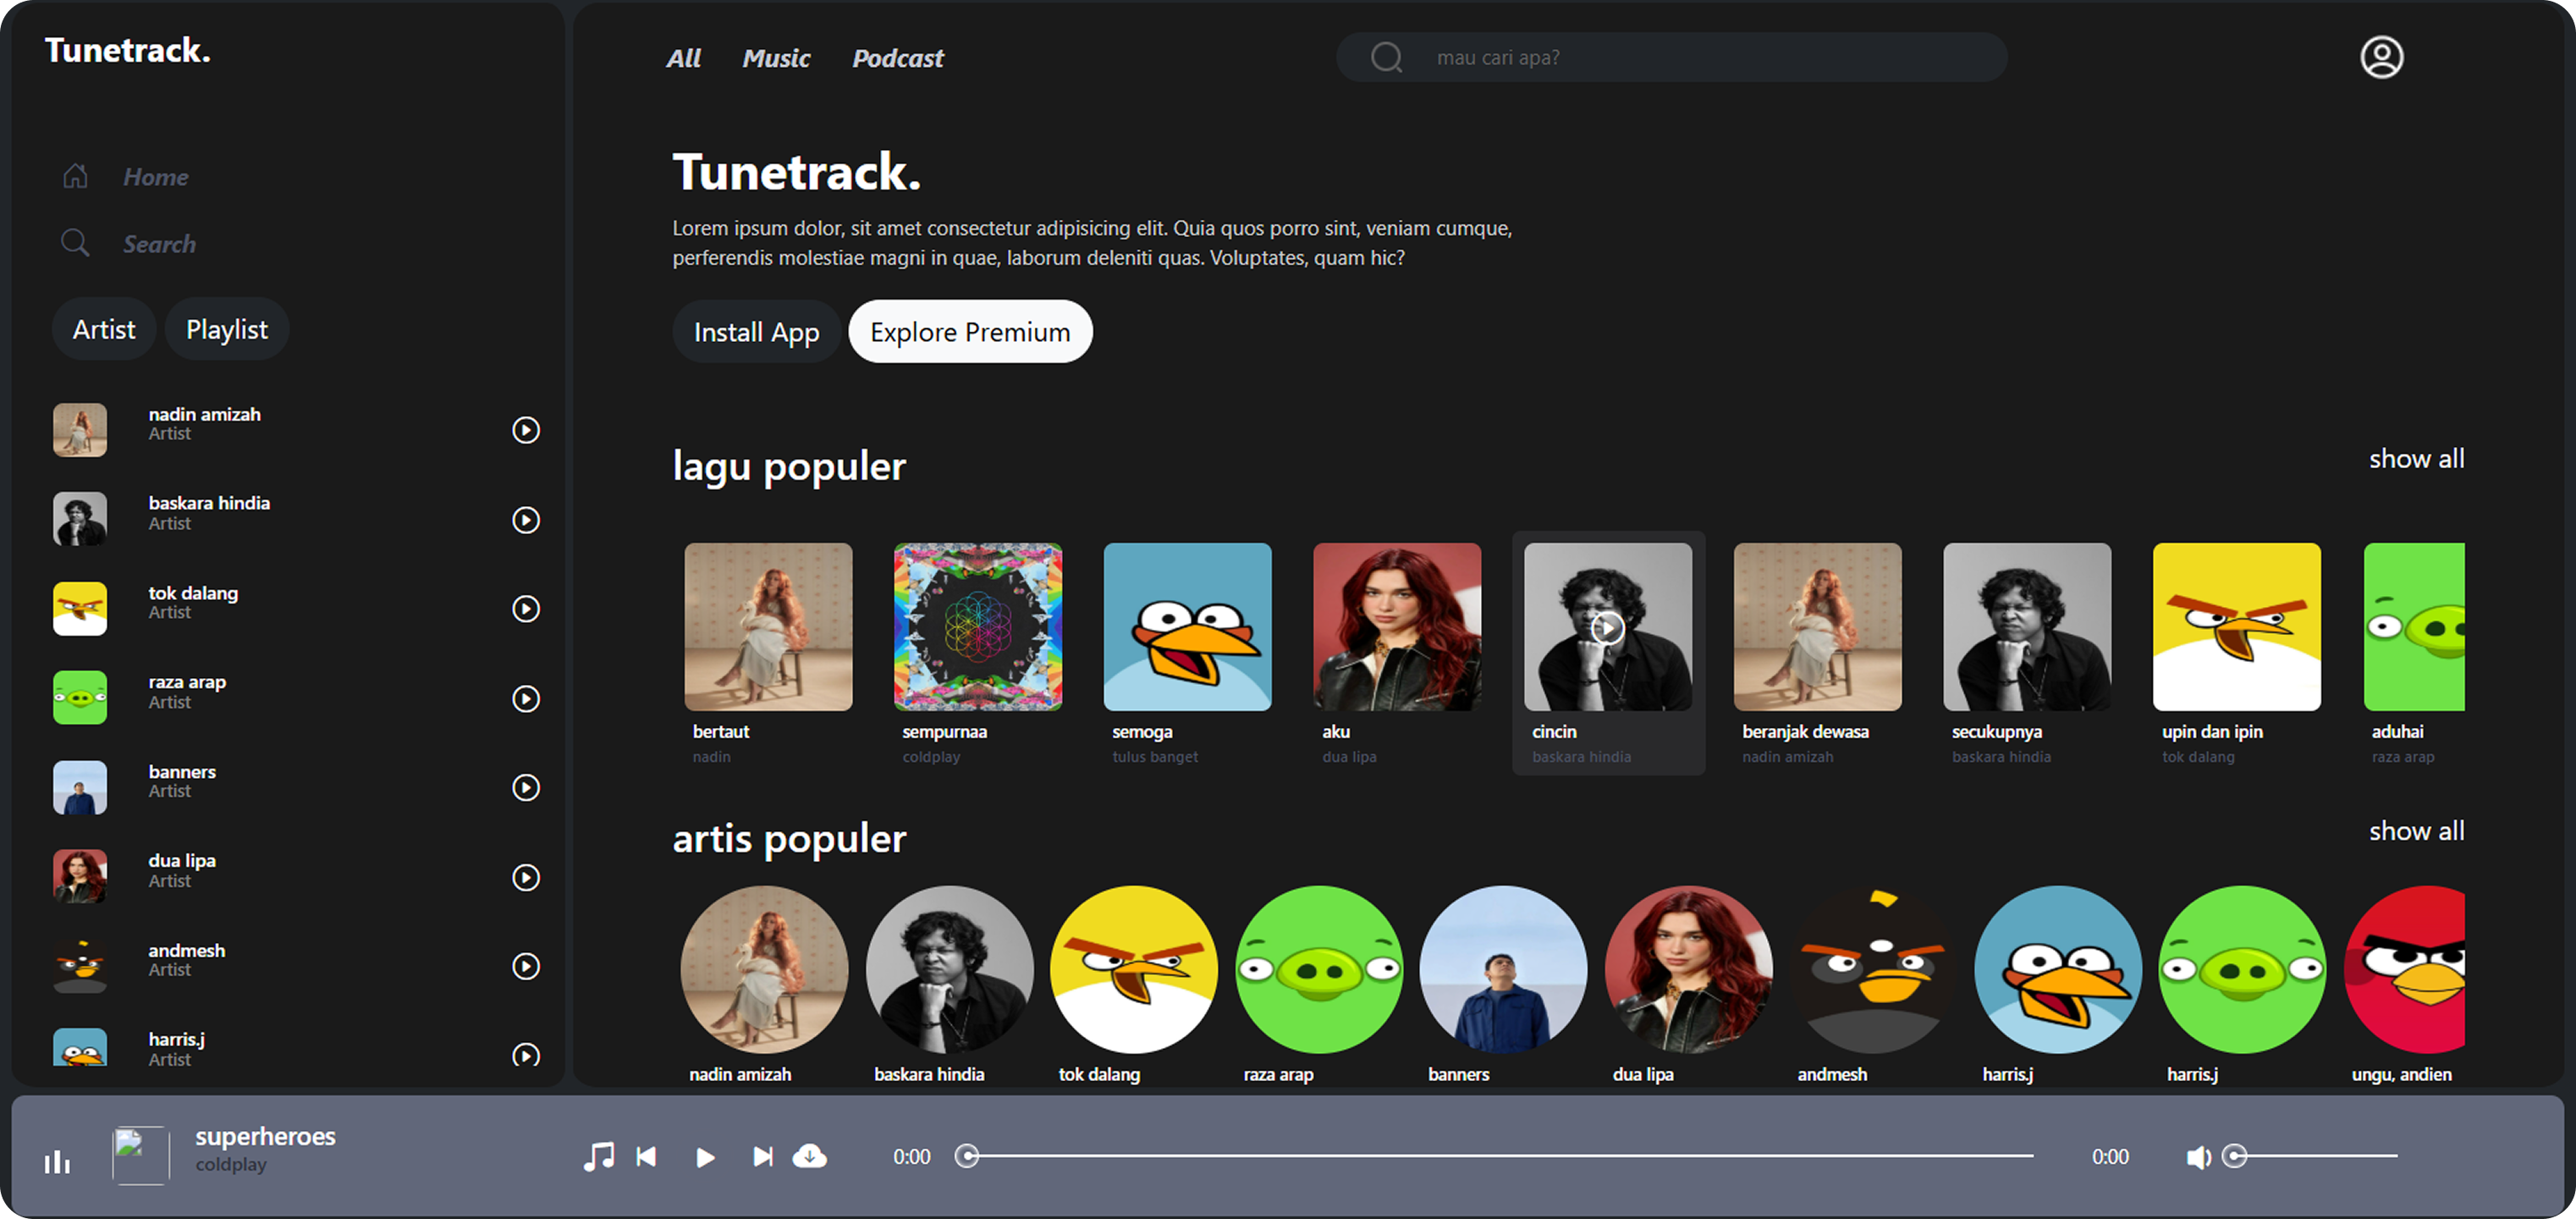 Tunetrack.
Home
Search
Artist
Playlist
nadin amizah
Artist
baskara hindia
Artist
tok dalang
Artist
raza arap
Artist
banners
Artist
dua lipa
Artist
andmesh
Artist
harris.j
Artist
All
Music
Podcast
mau cari apa?
Tunetrack.
Lorem ipsum dolor, sit amet consectetur adipisicing elit. Quia quos porro sint, veniam cumque,
perferendis molestiae magni in quae, laborum deleniti quas. Voluptates, quam hic?
Install App
Explore Premium
lagu populer
show all
bertaut
nadin
sempurnaa
coldplay
semoga
tulus banget
aku
dua lipa
cincin
baskara hindia
beranjak dewasa
nadin amizah
secukupnya
baskara hindia
upin dan ipin
tok dalang
aduhai
raza arap
artis populer
show all
nadin amizah
baskara hindia
tok dalang
raza arap
banners
dua lipa
andmesh
harris.j
harris.j
ungu, andien
superheroes
coldplay
0:00
0:00